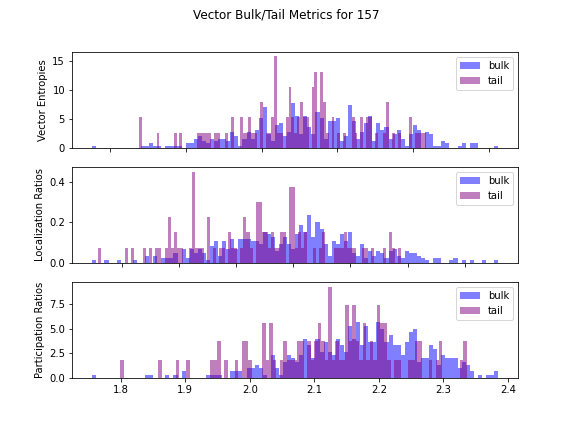 Vector Bulk/Tail Metrics for 157
Vector Entropies
15
10
5
0
bulk
tail
Localization Ratios
0.4
0.2
0.0
bulk
tail
Participation Ratios
7.5
5.0
2.5
0.0
bulk
tail
1.8 1.9 2.0 2.1 2.2 2.3 2.4